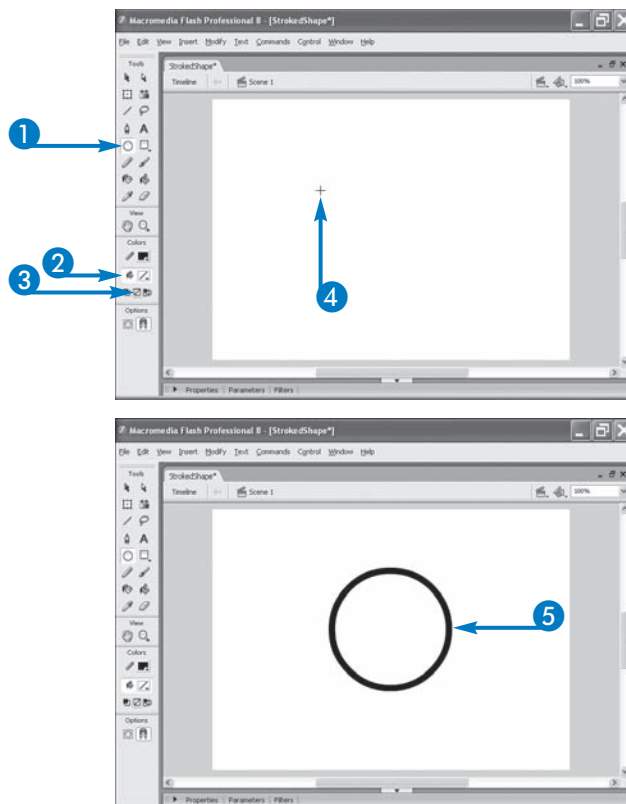 Macromedia Flash Professional 8 - [StrokedShape*]
File Edit View Insert Modify Text Commands Control Window Help
Tools
StrokedShape*
Timeline Scene 1 100%
A
1
View
4
Colors
2
3
Options
Properties Parameters Filters
Macromedia Flash Professional 8 - [StrokedShape*]
File Edit View Insert Modify Text Commands Control Window Help
Tools
StrokedShape*
Timeline Scene 1 100%
A
5
View
Colors
Options
Properties Parameters Filters